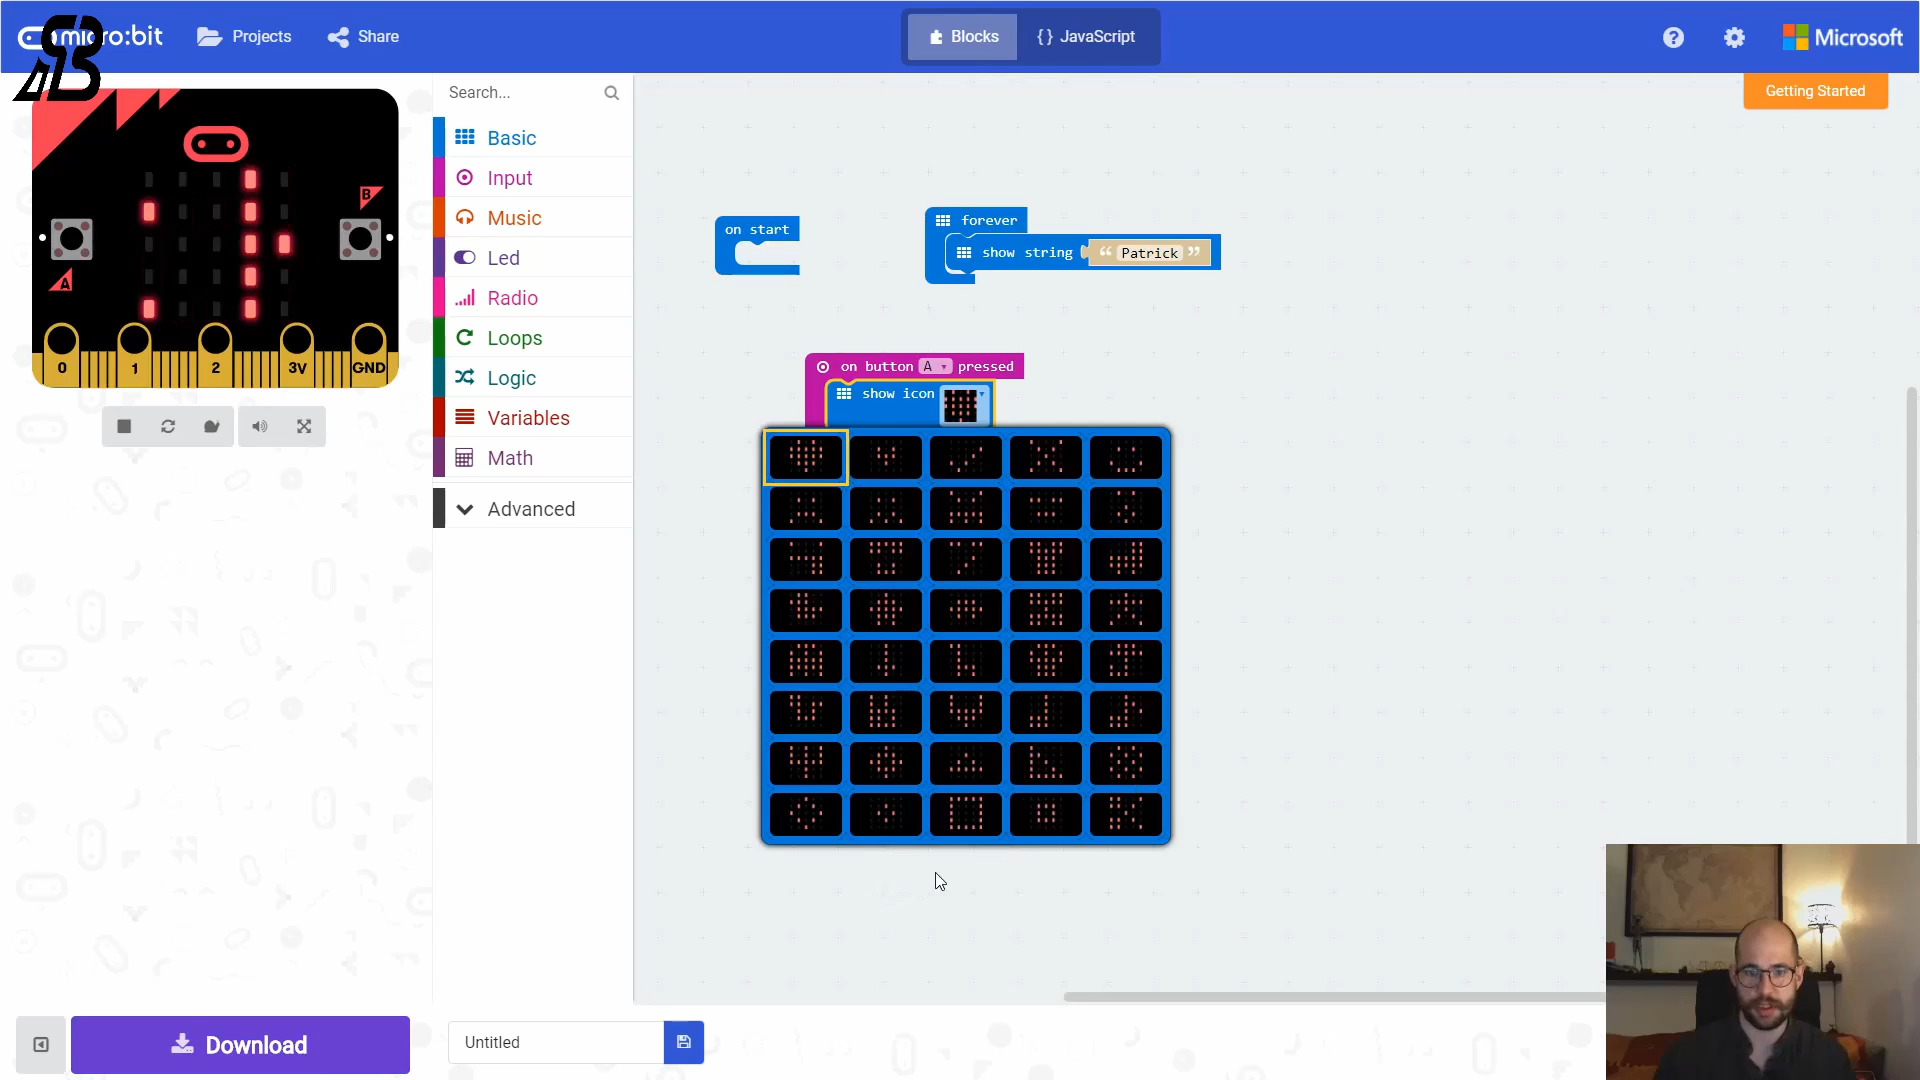 micro:bit
Projects
Share
Blocks
{ } JavaScript
Microsoft
Getting Started
Search...
Basic
Input
Music
Led
Radio
Loops
Logic
Variables
Math
Advanced
A
B
0 1 2 3V GND
on start
forever
show string “ Patrick ”
on button A pressed
show icon
Download
Untitled